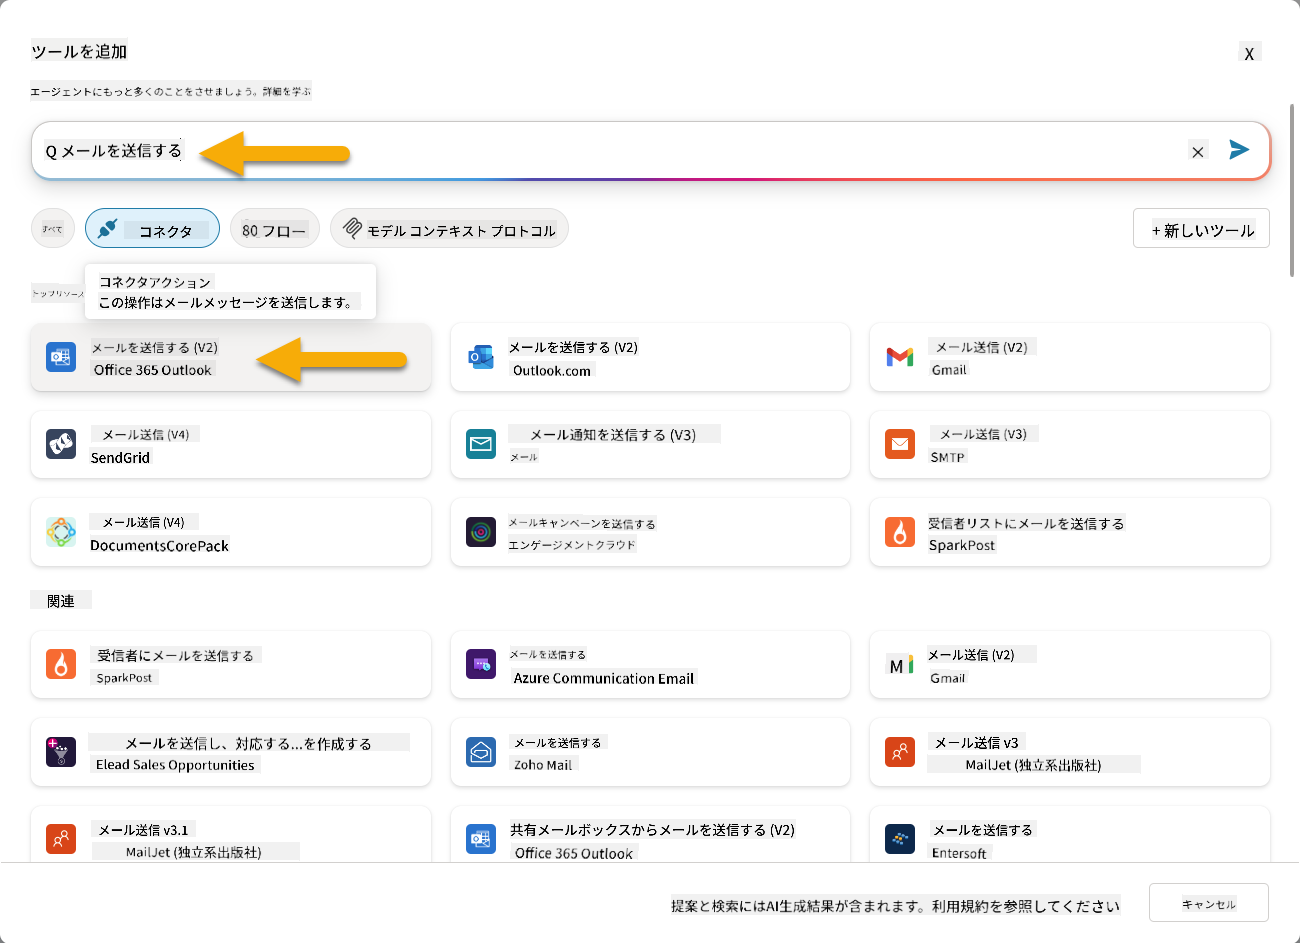 ツールを追加
X
エージェントにもっと多くのことをさせましょう。詳細を学ぶ
Q メールを送信する
×
すべて
コネクタ
80 フロー
モデル コンテキスト プロトコル
+ 新しいツール
コネクタアクション
この操作はメールメッセージを送信します。
トップリソース
メールを送信する (V2)
Office 365 Outlook
メールを送信する (V2)
Outlook.com
メール送信 (V2)
Gmail
メール送信 (V4)
SendGrid
メール通知を送信する (V3)
メール
メール送信 (V3)
SMTP
メール送信 (V4)
DocumentsCorePack
メールキャンペーンを送信する
エンゲージメントクラウド
受信者リストにメールを送信する
SparkPost
関連
受信者にメールを送信する
SparkPost
メールを送信する
Azure Communication Email
M
メール送信 (V2)
Gmail
メールを送信し、対応する...を作成する
Elead Sales Opportunities
メールを送信する
Zoho Mail
メール送信 v3
MailJet (独立系出版社)
メール送信 v3.1
MailJet (独立系出版社)
共有メールボックスからメールを送信する (V2)
Office 365 Outlook
メールを送信する
Entersoft
提案と検索にはAI生成結果が含まれます。利用規約を参照してください
キャンセル